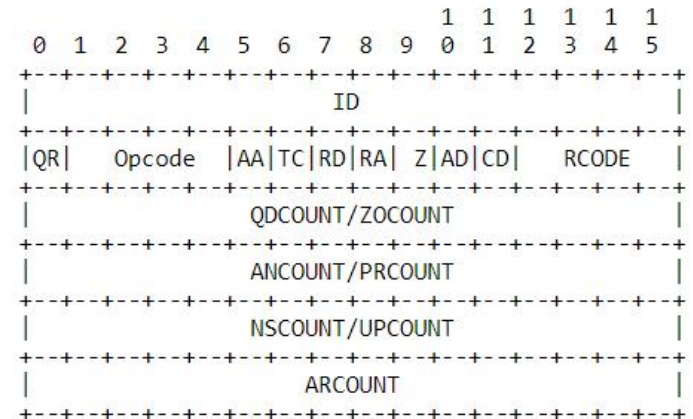 1  1  1  1  1  1
  0  1  2  3  4  5  6  7  8  9  0  1  2  3  4  5
+--+--+--+--+--+--+--+--+--+--+--+--+--+--+--+--+
|                      ID                       |
+--+--+--+--+--+--+--+--+--+--+--+--+--+--+--+--+
|QR|   Opcode  |AA|TC|RD|RA| Z|AD|CD|   RCODE   |
+--+--+--+--+--+--+--+--+--+--+--+--+--+--+--+--+
|                QDCOUNT/ZOCOUNT                |
+--+--+--+--+--+--+--+--+--+--+--+--+--+--+--+--+
|                ANCOUNT/PRCOUNT                |
+--+--+--+--+--+--+--+--+--+--+--+--+--+--+--+--+
|                NSCOUNT/UPCOUNT                |
+--+--+--+--+--+--+--+--+--+--+--+--+--+--+--+--+
|                    ARCOUNT                    |
+--+--+--+--+--+--+--+--+--+--+--+--+--+--+--+--+